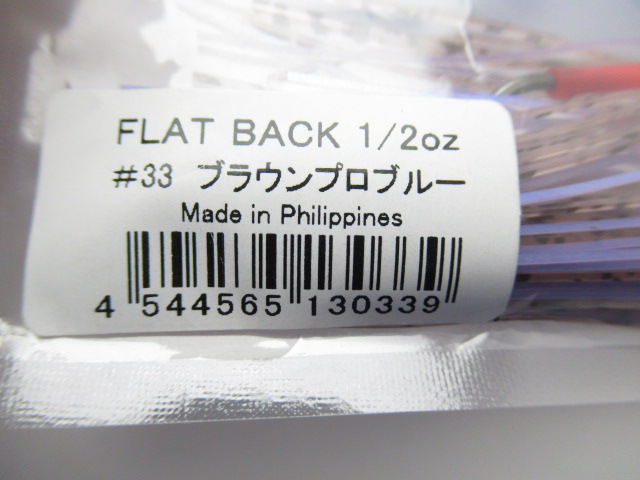 FLAT BACK 1/2oz
#33 ブラウンプロブルー
Made in Philippines
4 544565 130339